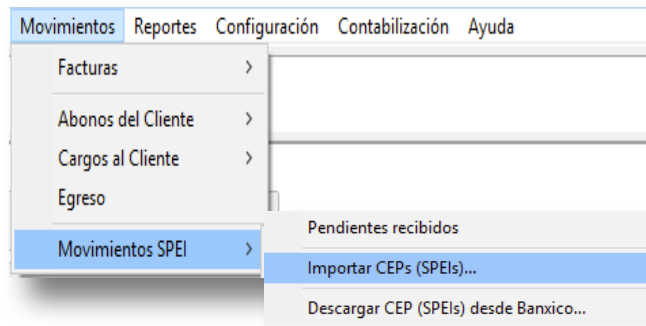 Movimientos Reportes Configuración Contabilización Ayuda
Facturas
Abonos del Cliente
Cargos al Cliente
Egreso
Movimientos SPEI
Pendientes recibidos
Importar CEPs (SPEIs)...
Descargar CEP (SPEIs) desde Banxico...